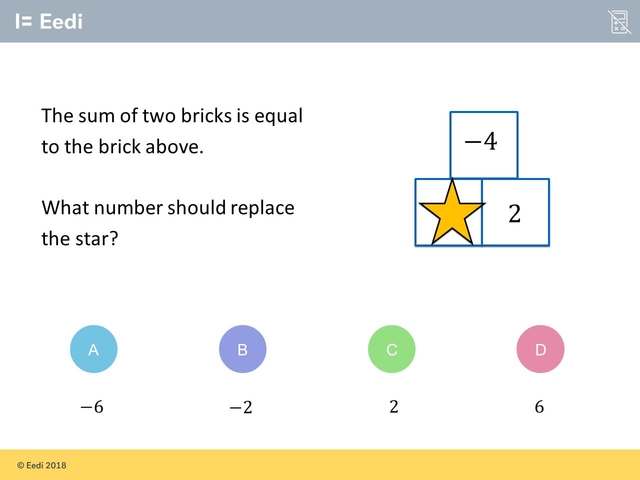 Eedi
The sum of two bricks is equal
to the brick above.
What number should replace
the star?
−4
2
A
B
C
D
−6
−2
2
6
© Eedi 2018